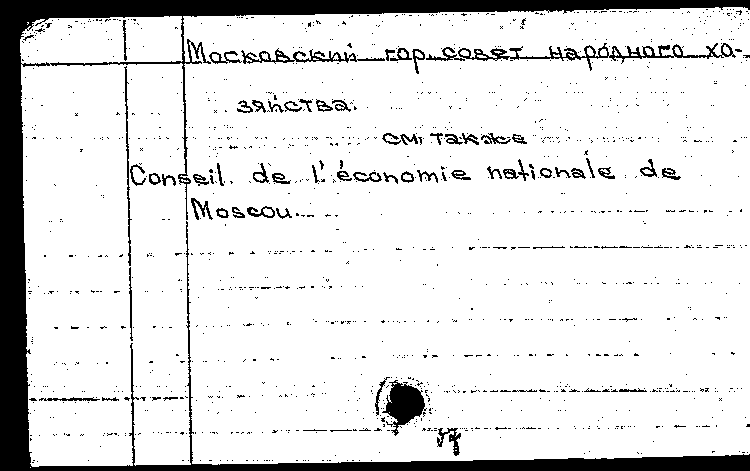 Московский гор. совет народного хо-
зяйства.
см. также
Conseil de l'économie nationale de
Moscou.